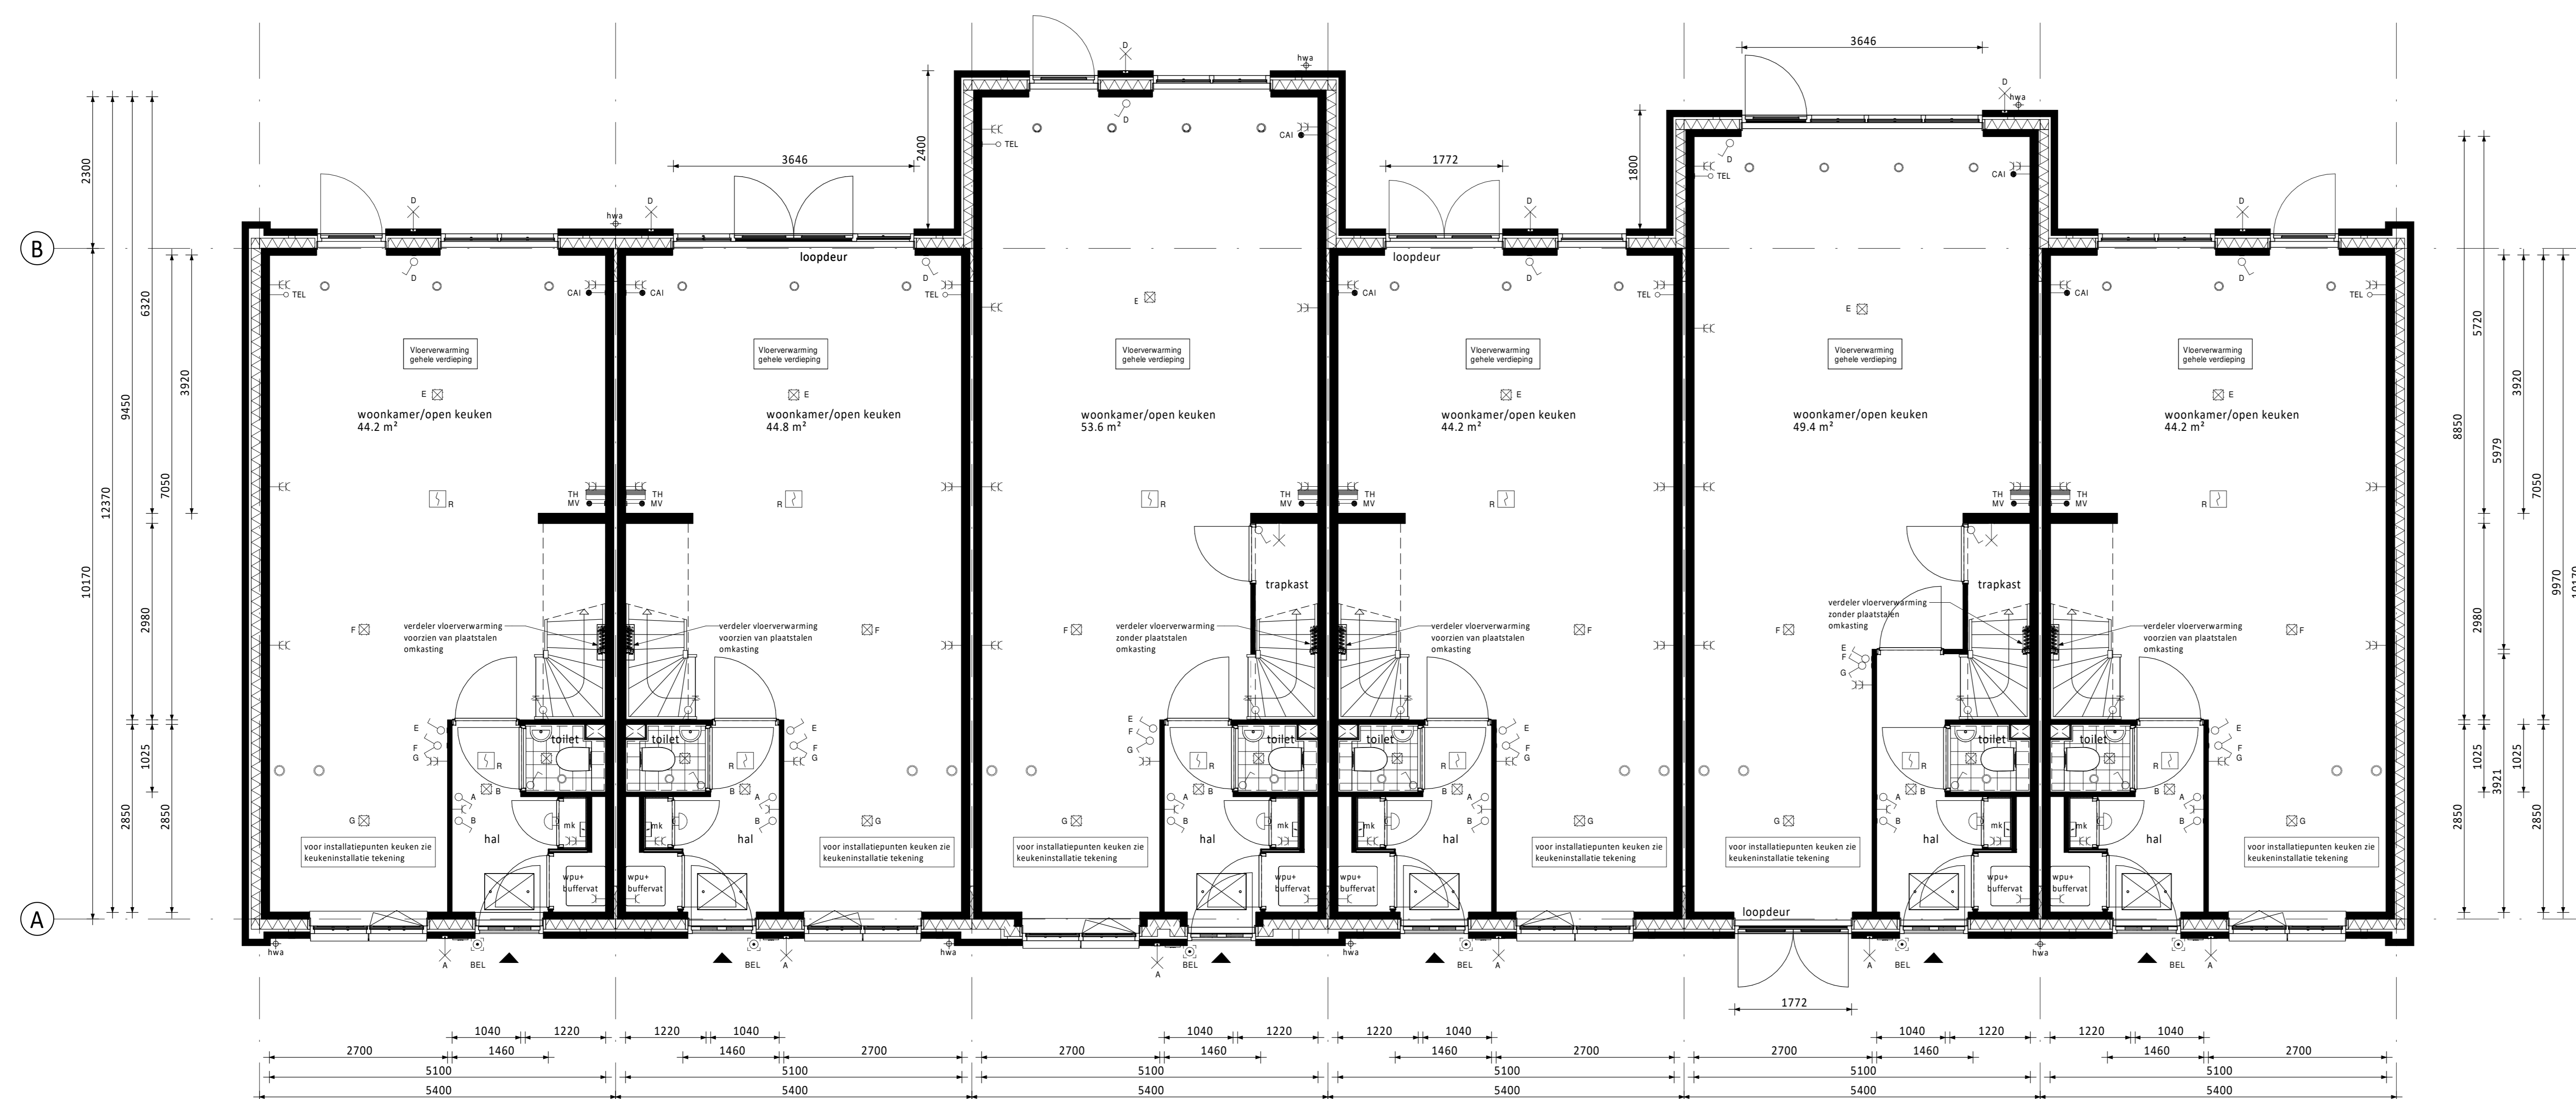 3646
D
hwa
3646
D
hwa
2300
12370
9450
6320
2400
CAI
TEL
3646
1772
1800
D
TEL
CAI
D
hwa
D
D
D
B
loopdeur
loopdeur
D
D
D
D
TEL
CAI
CAI
TEL
E
CAI
TEL
E
CAI
TEL
3920
7050
10170
Vloerverwarming
gehele verdieping
Vloerverwarming
gehele verdieping
Vloerverwarming
gehele verdieping
Vloerverwarming
gehele verdieping
Vloerverwarming
gehele verdieping
Vloerverwarming
gehele verdieping
5720
8850
5979
3920
7050
9970
E
E
E
E
woonkamer/open keuken
44.2 m²
woonkamer/open keuken
44.8 m²
woonkamer/open keuken
53.6 m²
woonkamer/open keuken
44.2 m²
woonkamer/open keuken
49.4 m²
woonkamer/open keuken
44.2 m²
R
TH
MV
TH
MV
R
R
TH
MV
TH
MV
R
R
TH
MV
TH
MV
R
2980
trapkast
trapkast
2980
10170
F
verdeler vloerverwarming
voorzien van plaatstalen
omkasting
verdeler vloerverwarming
voorzien van plaatstalen
omkasting
F
F
verdeler vloerverwarming
zonder plaatstalen
omkasting
verdeler vloerverwarming
voorzien van plaatstalen
omkasting
F
F
verdeler vloerverwarming
zonder plaatstalen
omkasting
verdeler vloerverwarming
voorzien van plaatstalen
omkasting
F
E
F
G
E
F
G
toilet
toilet
E
F
G
E
F
G
toilet
toilet
E
F
G
toilet
toilet
E
F
G
1025
2850
2850
1025
3921
1025
2850
2850
R
R
R
R
R
R
B
B
B
B
B
B
A
B
A
B
A
B
A
B
A
B
A
B
G
hal
mk
mk
hal
G
G
hal
mk
mk
hal
G
G
hal
mk
mk
hal
G
voor installatiepunten keuken zie
keukeninstallatie tekening
wpu+
buffervat
wpu+
buffervat
voor installatiepunten keuken zie
keukeninstallatie tekening
voor installatiepunten keuken zie
keukeninstallatie tekening
wpu+
buffervat
wpu+
buffervat
voor installatiepunten keuken zie
keukeninstallatie tekening
voor installatiepunten keuken zie
keukeninstallatie tekening
wpu+
buffervat
wpu+
buffervat
voor installatiepunten keuken zie
keukeninstallatie tekening
A
loopdeur
hwa
A
BEL
BEL
A
hwa
A
BEL
hwa
BEL
A
A
BEL
hwa
BEL
A
1772
1040
1220
1220
1040
1040
1220
1220
1040
1040
1220
1220
1040
2700
1460
1460
2700
2700
1460
1460
2700
2700
1460
1460
2700
5100
5100
5100
5100
5100
5100
5400
5400
5400
5400
5400
5400